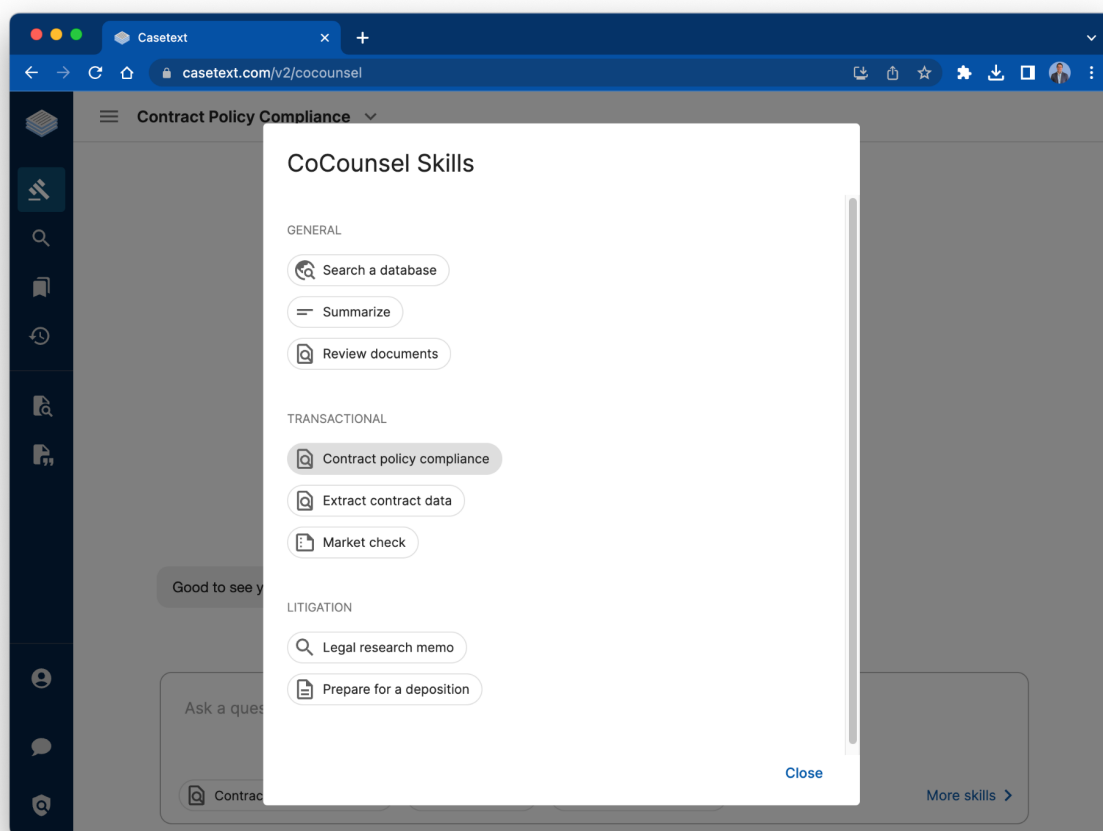 Casetext
casetext.com/v2/cocounsel
Contract Policy Compliance
CoCounsel Skills
GENERAL
Search a database
Summarize
Review documents
TRANSACTIONAL
Contract policy compliance
Extract contract data
Market check
LITIGATION
Legal research memo
Prepare for a deposition
Close
Good to see
Ask a
More skills